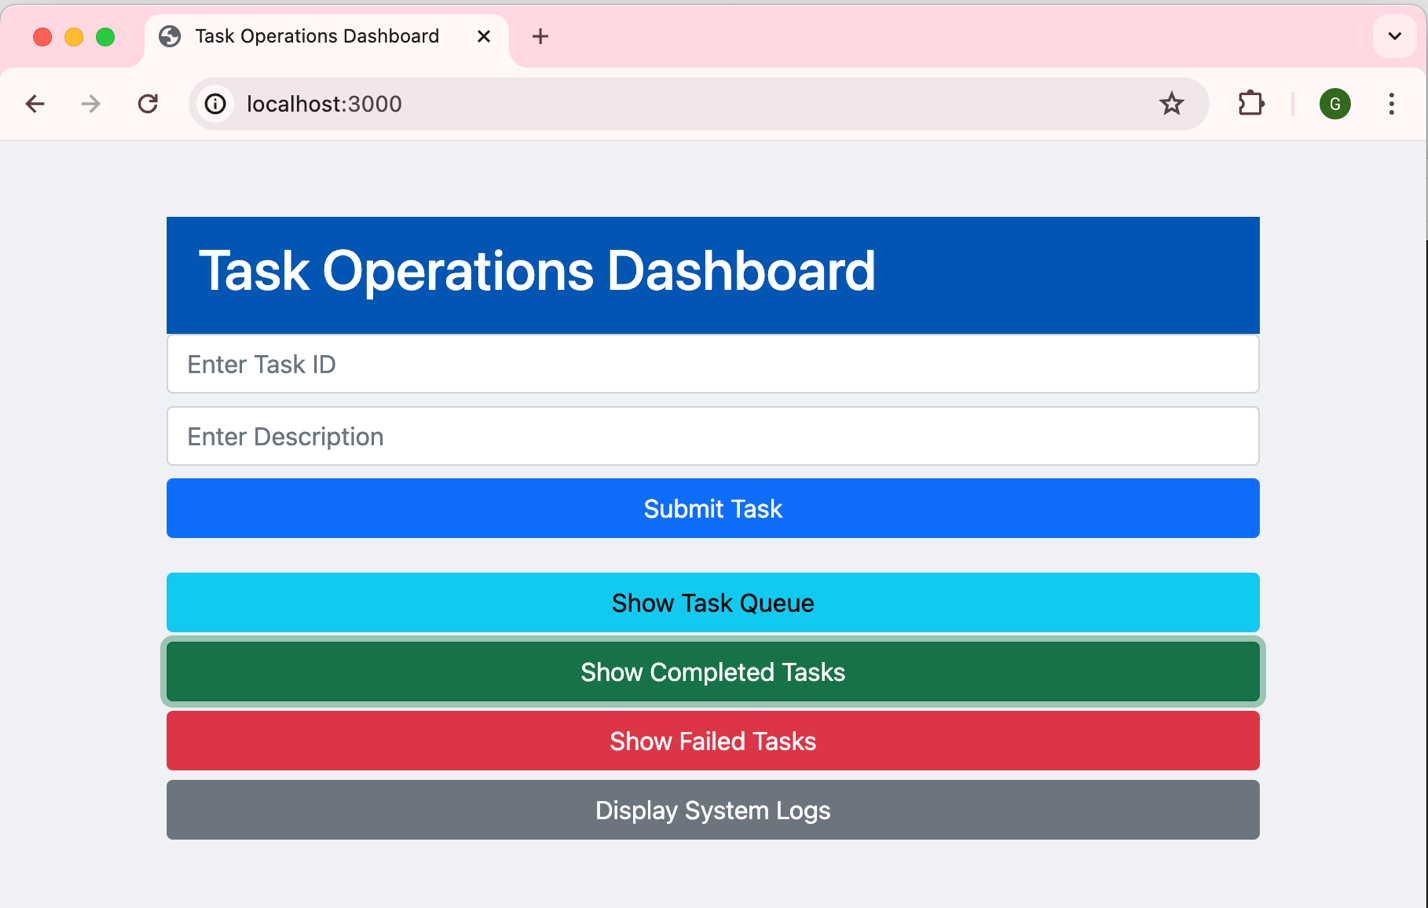 Task Operations Dashboard
localhost:3000
G
Task Operations Dashboard
Enter Task ID
Enter Description
Submit Task
Show Task Queue
Show Completed Tasks
Show Failed Tasks
Display System Logs